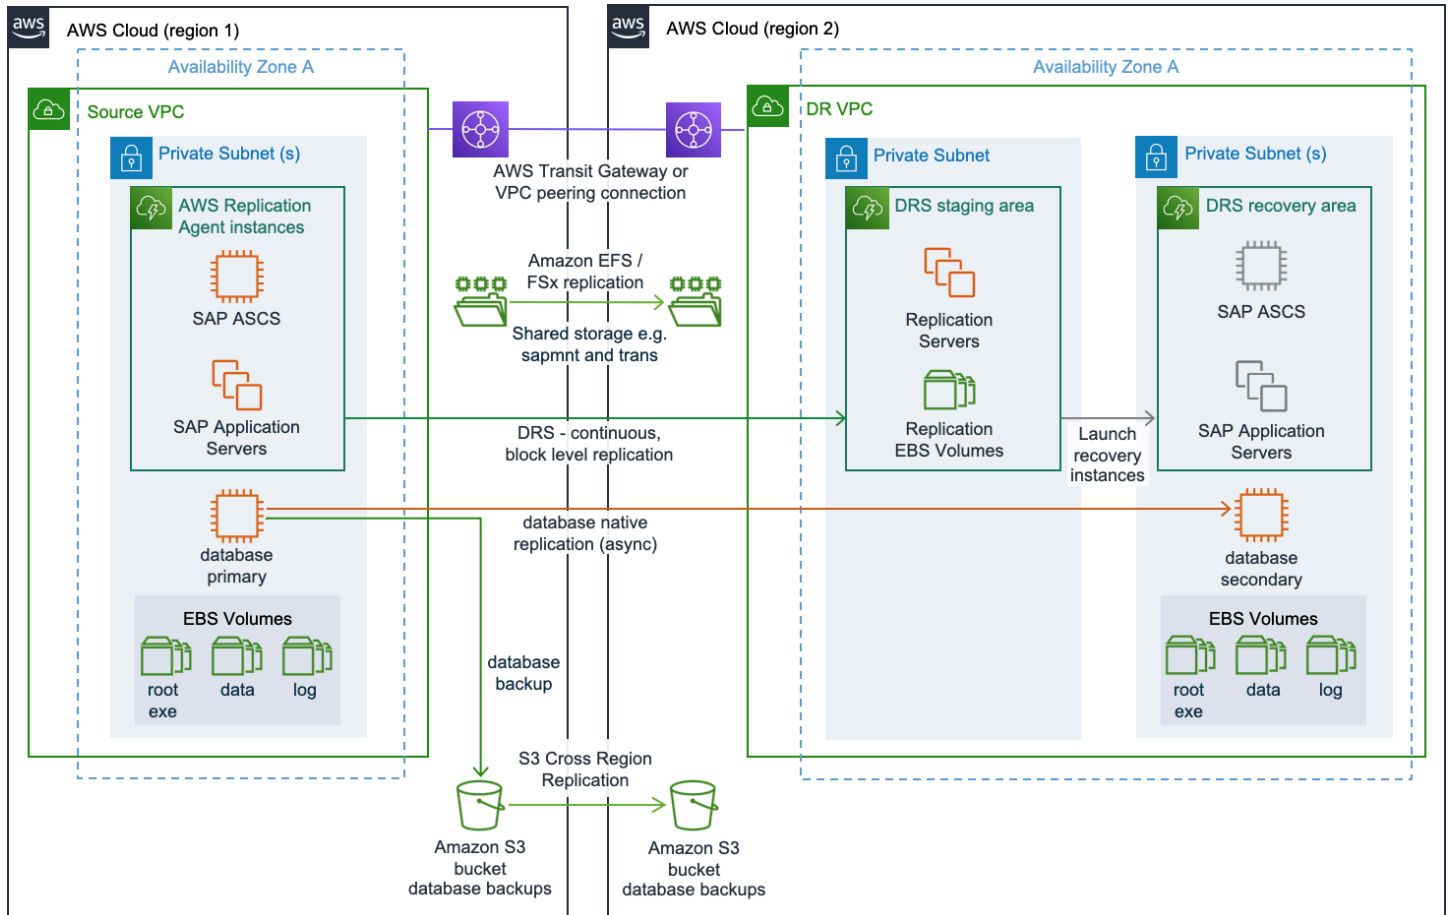 aws
AWS Cloud (region 1)
Availability Zone A
Source VPC
Private Subnet (s)
AWS Replication
Agent instances
SAP ASCS
SAP Application
Servers
database
primary
EBS Volumes
root
exe
data
log
AWS Transit Gateway or
VPC peering connection
Amazon EFS /
FSx replication
Shared storage e.g.
sapmnt and trans
DRS - continuous,
block level replication
database native
replication (async)
database
backup
S3 Cross Region
Replication
Amazon S3
bucket
database backups
Amazon S3
bucket
database backups
aws
AWS Cloud (region 2)
Availability Zone A
DR VPC
Private Subnet
DRS staging area
Replication
Servers
Replication
EBS Volumes
Launch
recovery
instances
Private Subnet (s)
DRS recovery area
SAP ASCS
SAP Application
Servers
database
secondary
EBS Volumes
root
exe
data
log